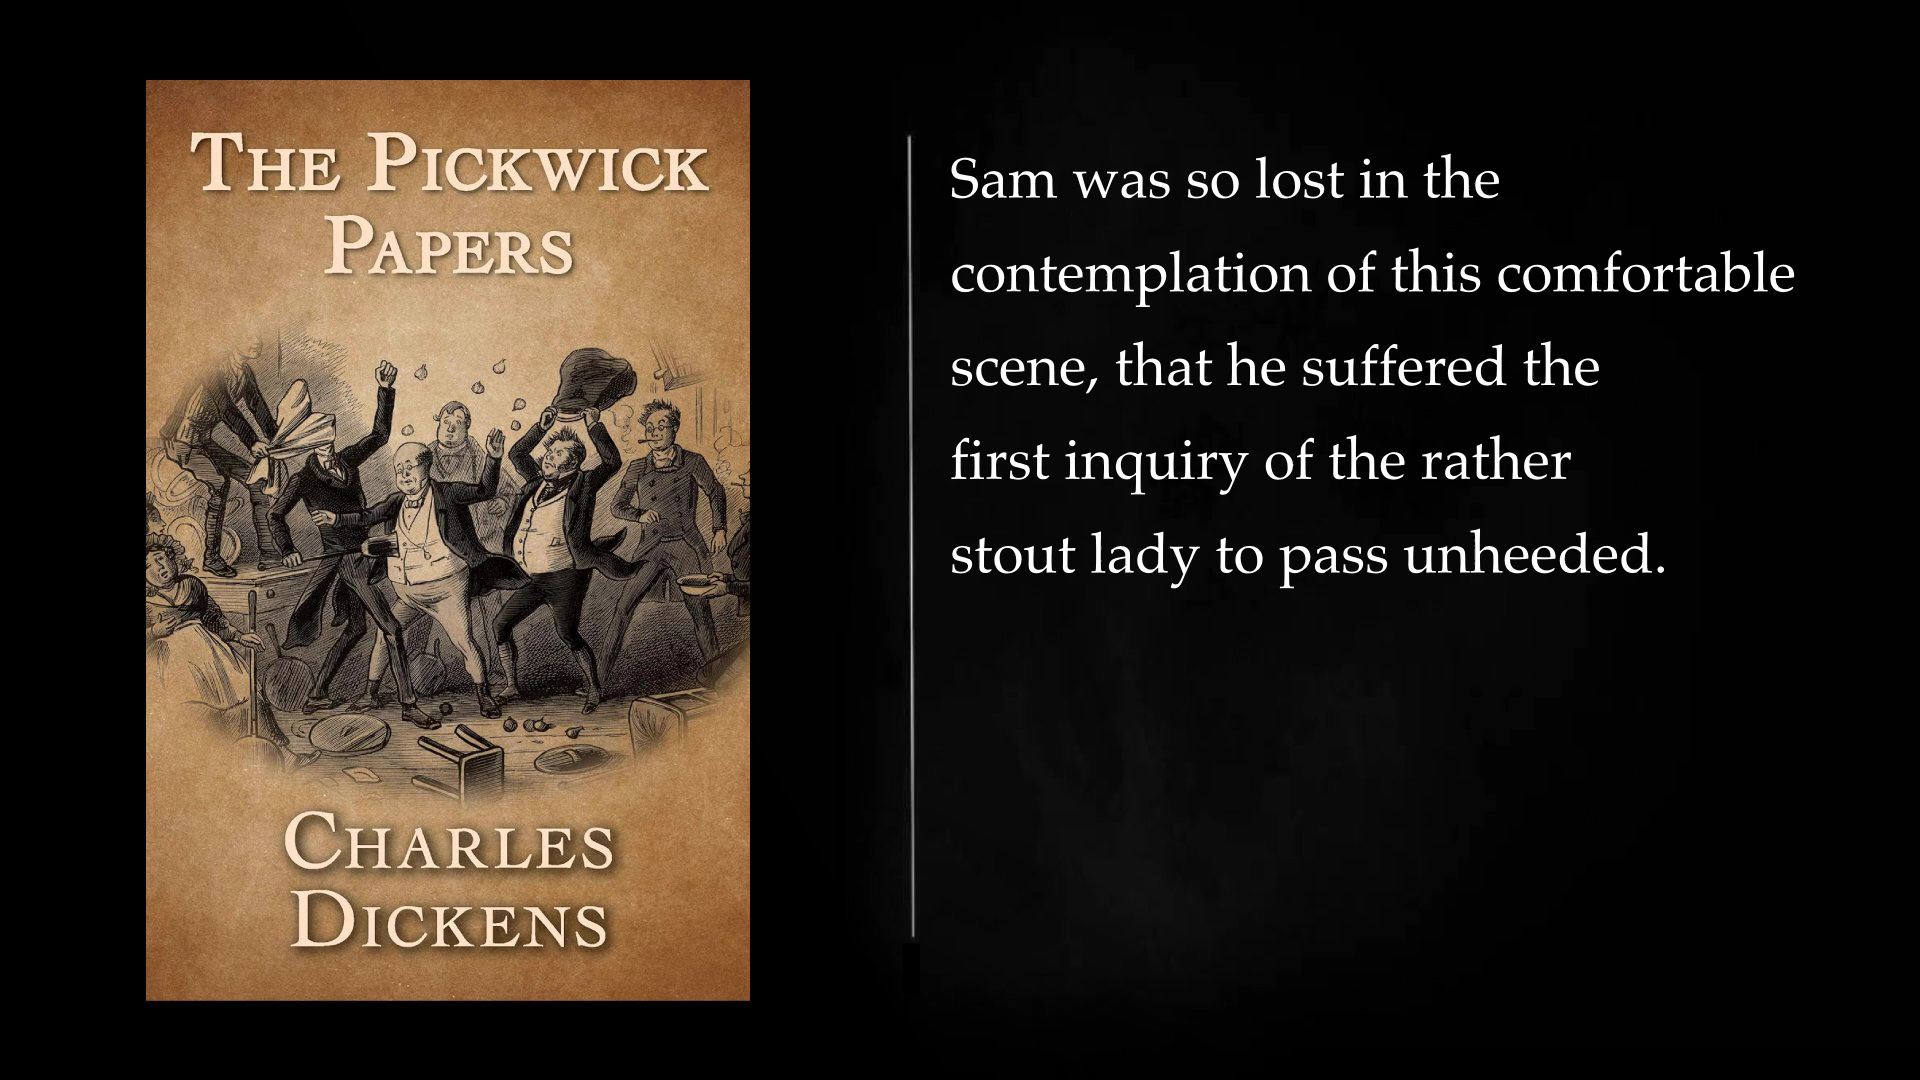 THE PICKWICK
PAPERS
CHARLES
DICKENS
Sam was so lost in the
contemplation of this comfortable
scene, that he suffered the
first inquiry of the rather
stout lady to pass unheeded.